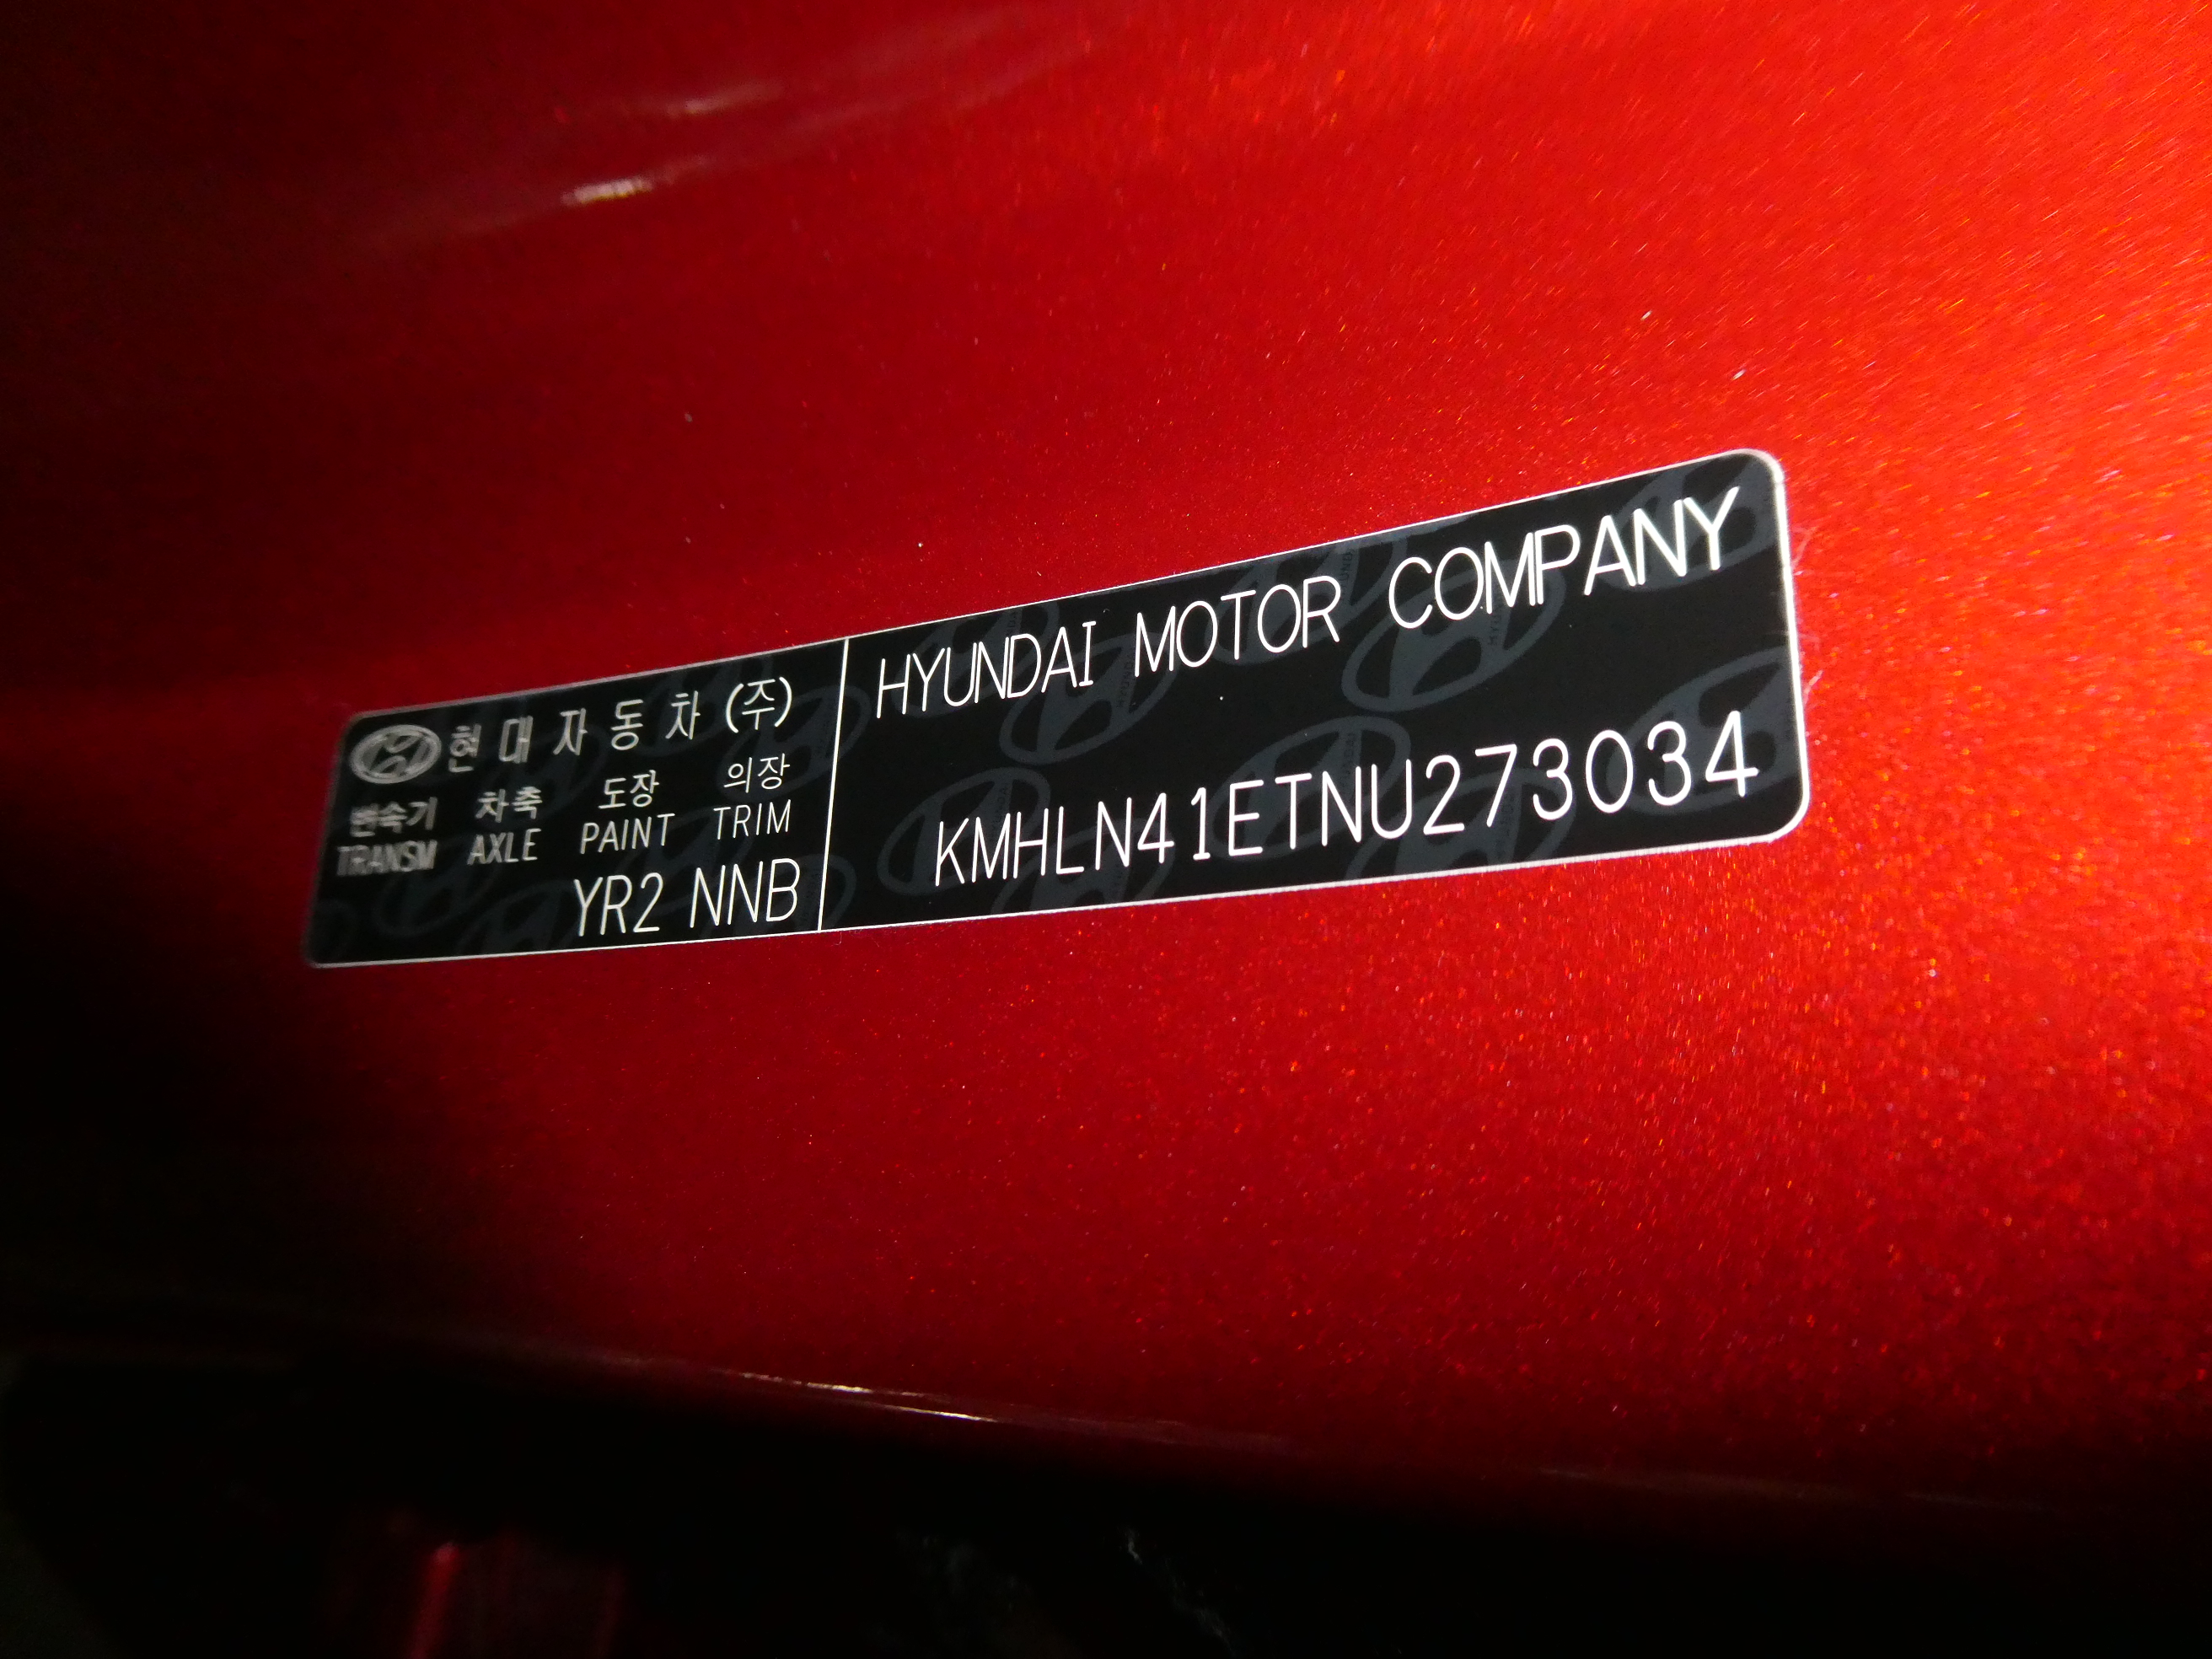 현대자동차(주)
변속기 차축 도장 의장
TRANSM AXLE PAINT TRIM
YR2 NNB
HYUNDAI MOTOR COMPANY
KMHLN41ETNU273034